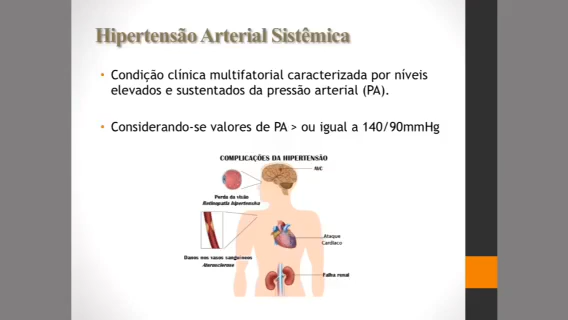 Hipertensão Arterial Sistêmica
• Condição clínica multifatorial caracterizada por níveis
elevados e sustentados da pressão arterial (PA).
• Considerando-se valores de PA > ou igual a 140/90mmHg
COMPLICAÇÕES DA HIPERTENSÃO
AVC
Perda da visão
Retinopatia hipertensiva
Ataque
Cardíaco
Danos nos vasos sanguíneos
Aterosclerose
Falha renal